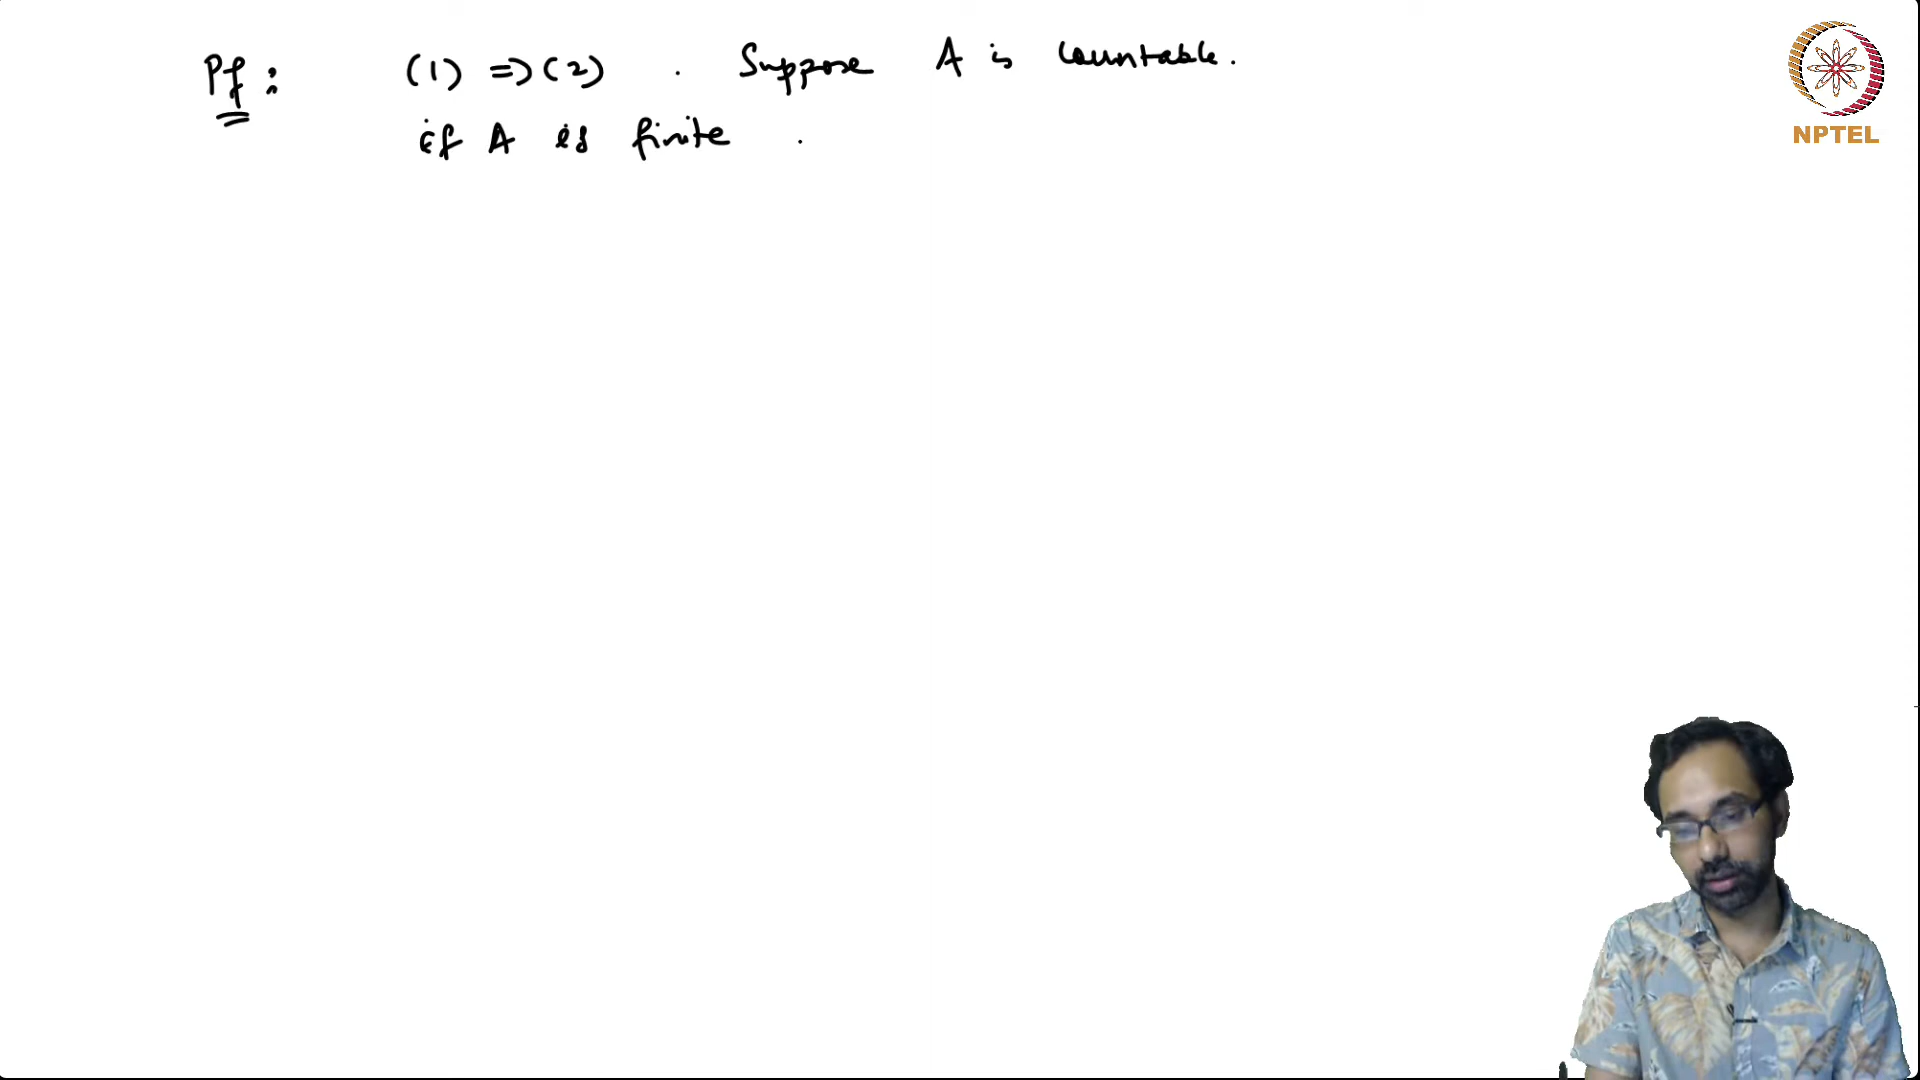 Pf : (1) => (2) . Suppose A is countable.
if A is finite .
NPTEL